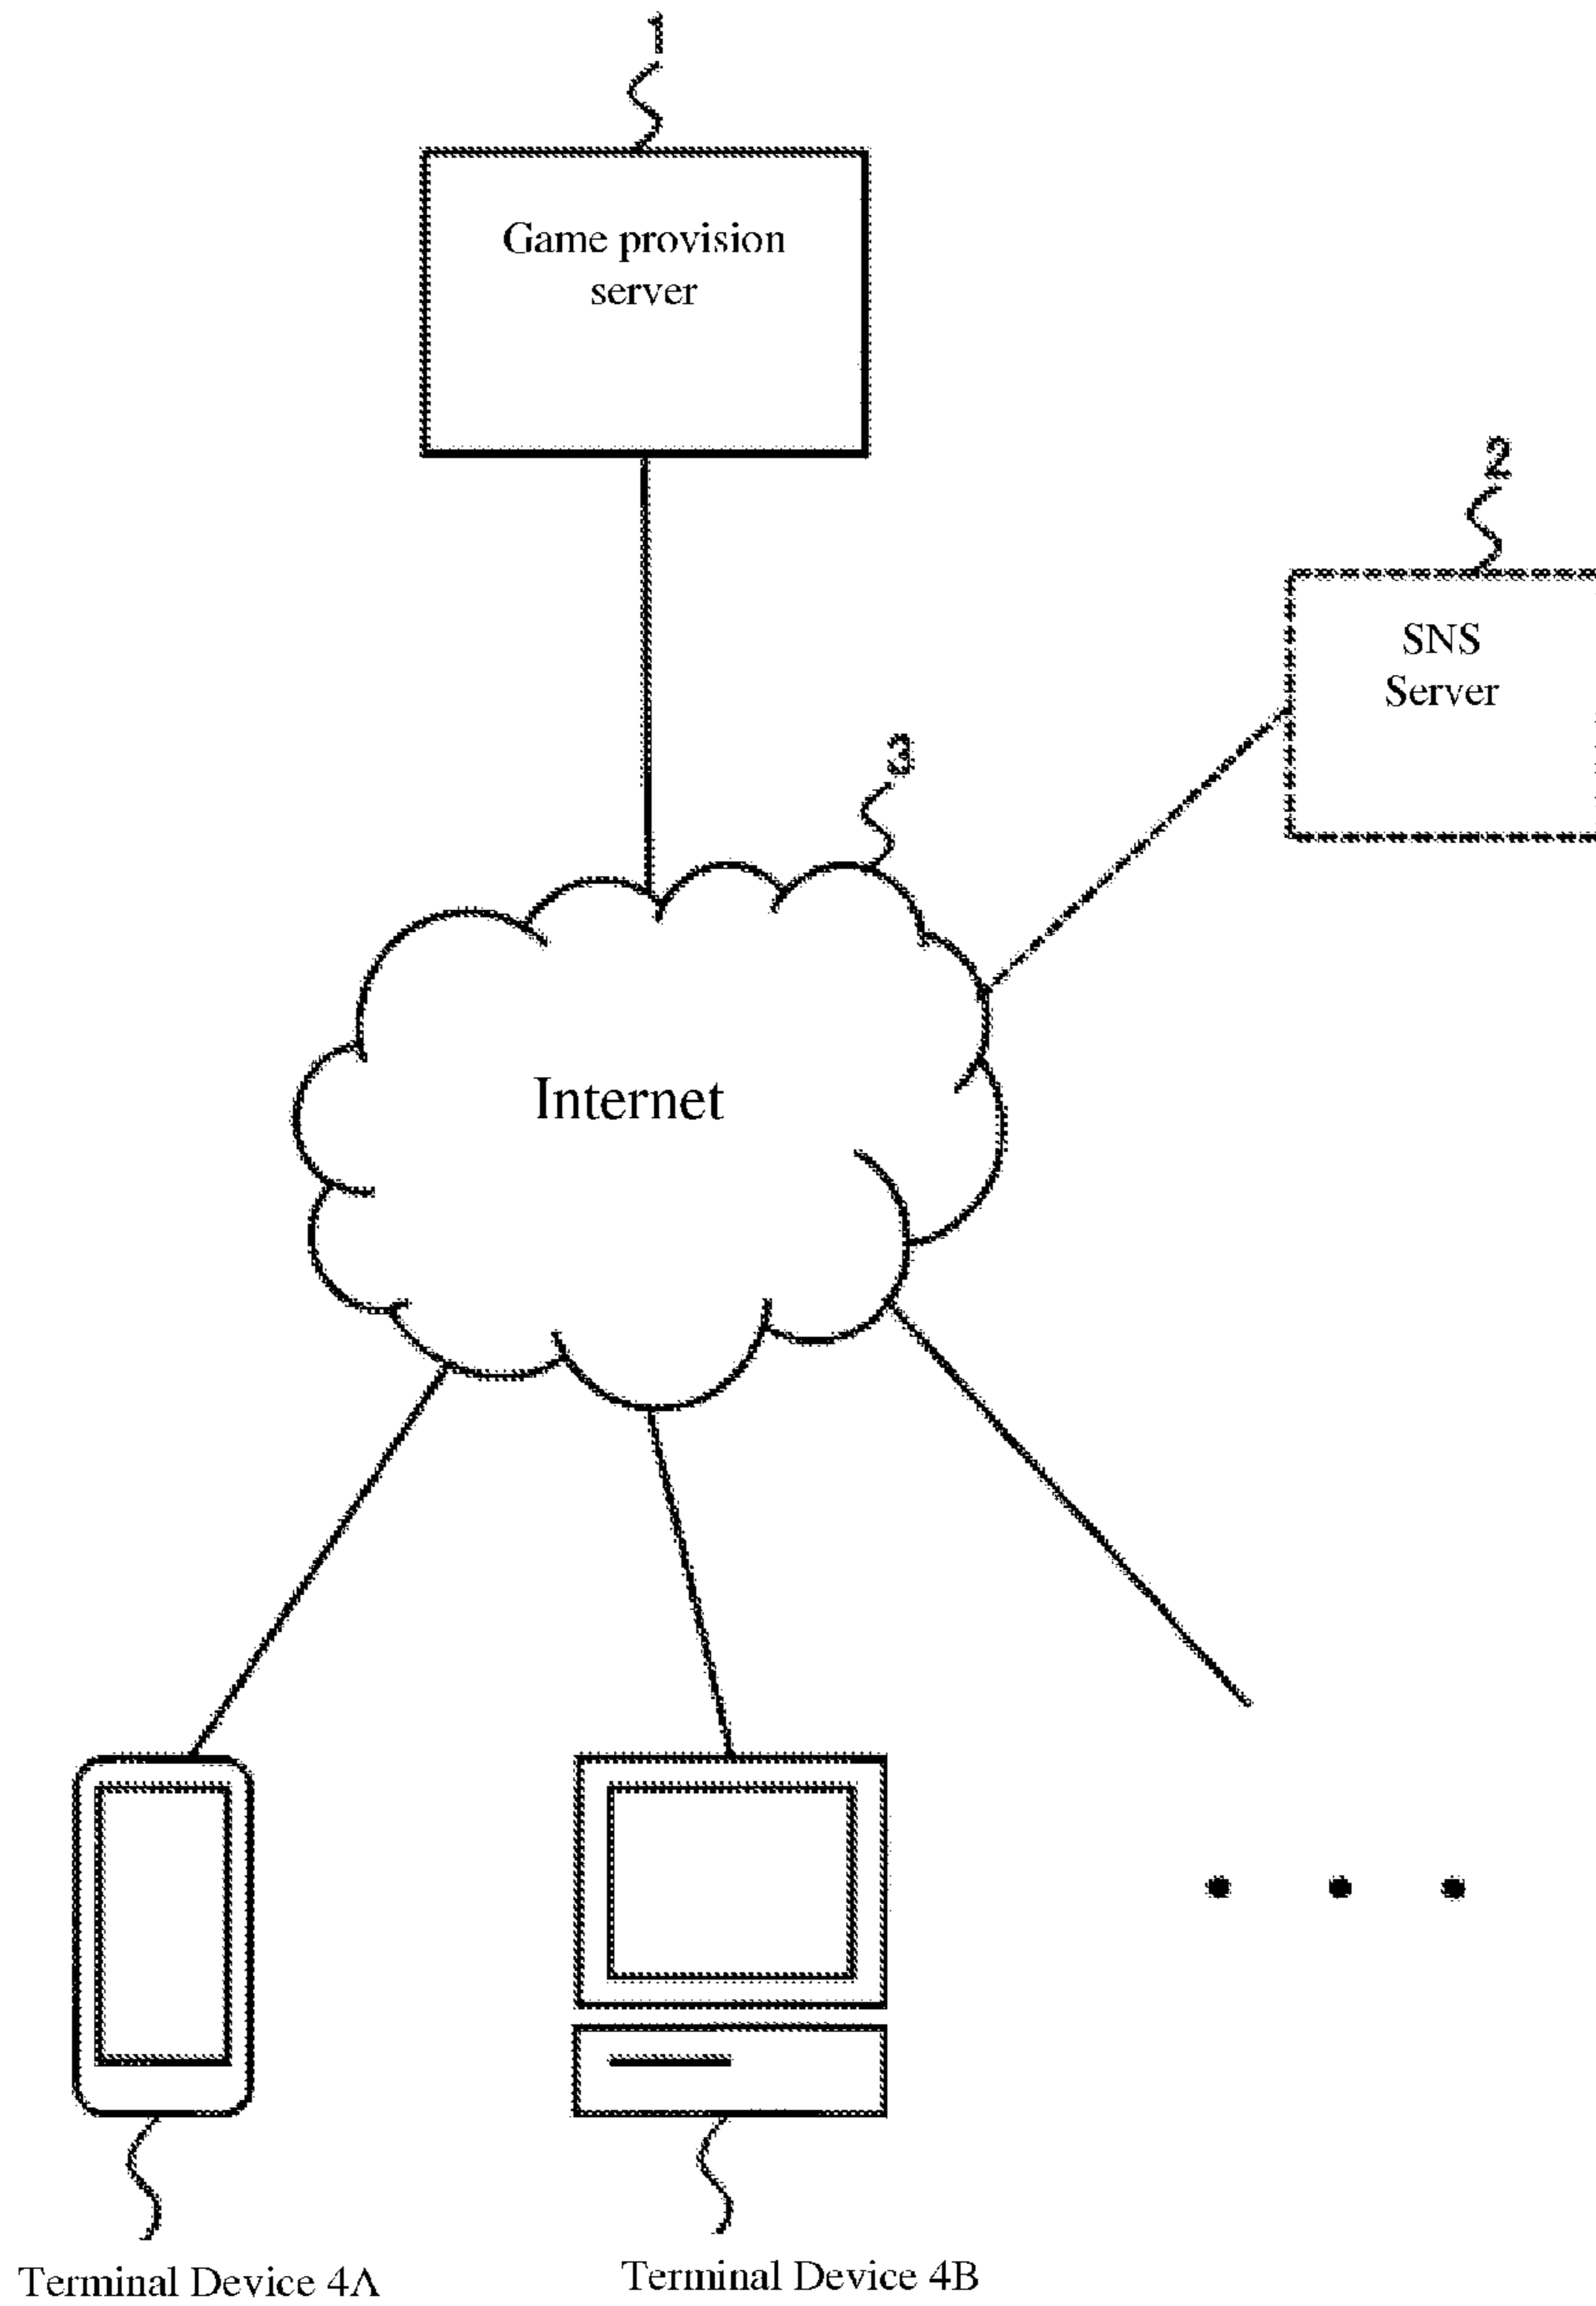 1
Game provision
server
2
SNS
Server
3
Internet
Terminal Device 4A
Terminal Device 4B